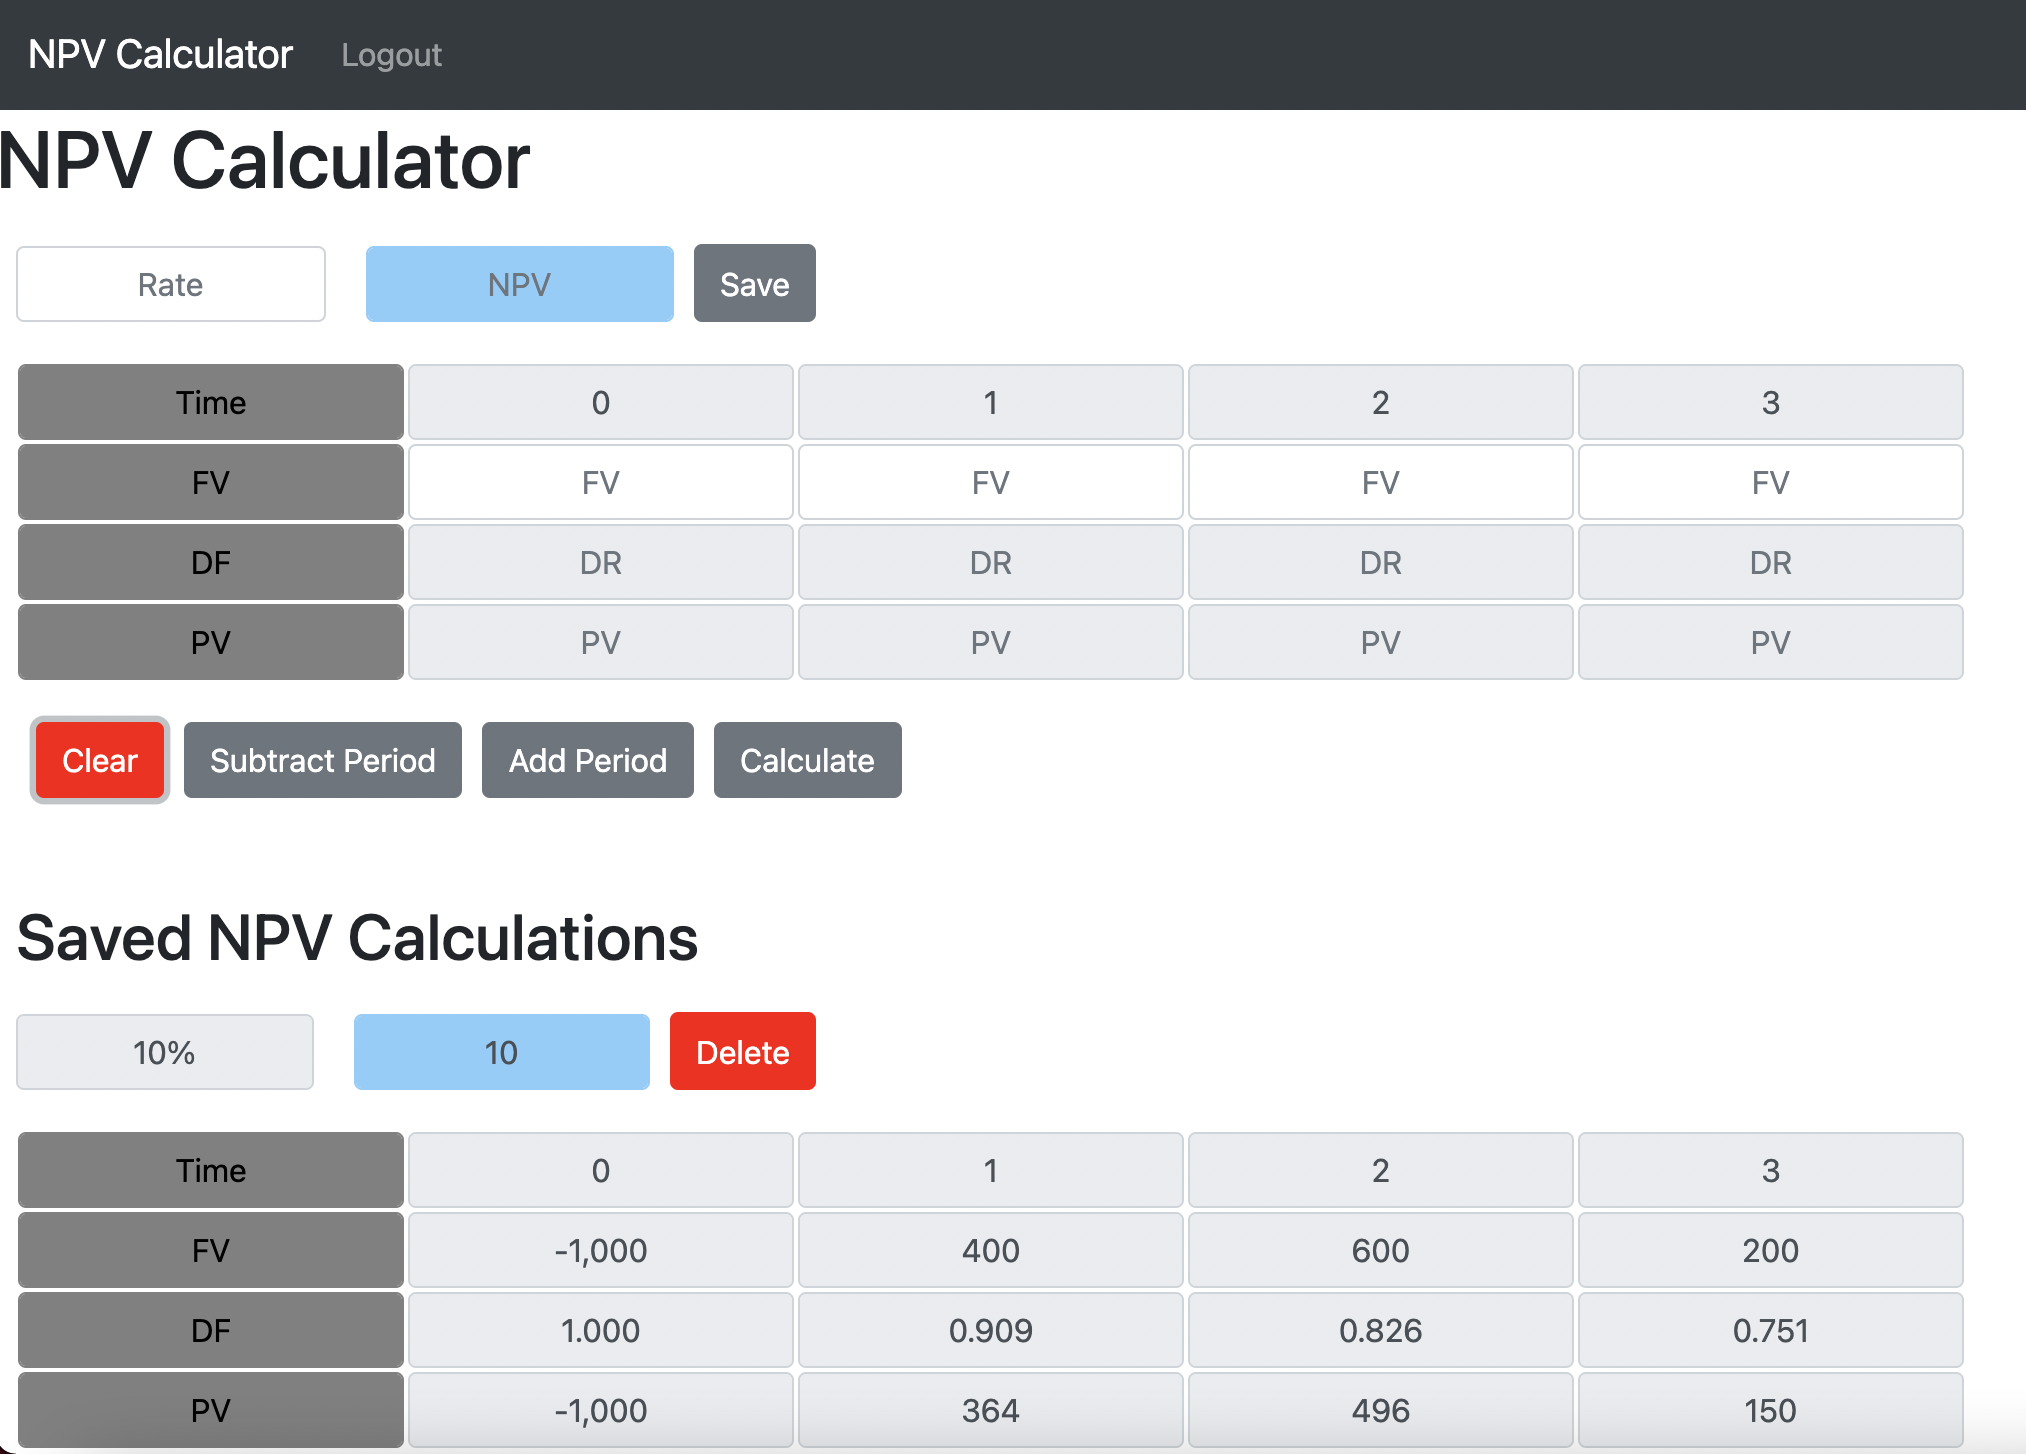 NPV Calculator Logout
NPV Calculator
Rate NPV Save
Time 0 1 2 3
FV FV FV FV FV
DF DR DR DR DR
PV PV PV PV PV
Clear Subtract Period Add Period Calculate
Saved NPV Calculations
10% 10 Delete
Time 0 1 2 3
FV -1,000 400 600 200
DF 1.000 0.909 0.826 0.751
PV -1,000 364 496 150